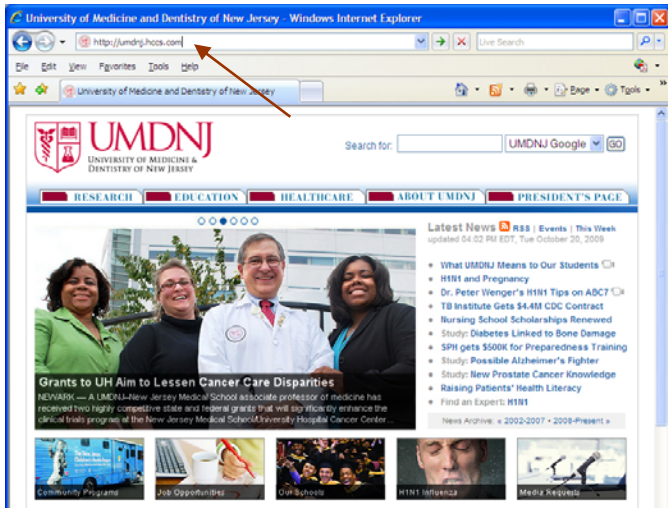 University of Medicine and Dentistry of New Jersey - Windows Internet Explorer
http://umdnj.hccs.com
Live Search
File Edit View Favorites Tools Help
University of Medicine and Dentistry of New Jersey
Page Tools
UMDNJ
UNIVERSITY OF MEDICINE &
DENTISTRY OF NEW JERSEY
Search for:
UMDNJ Google
GO
RESEARCH EDUCATION HEALTHCARE ABOUT UMDNJ PRESIDENT'S PAGE
Latest News RSS | Events | This Week
updated 04:02 PM EDT, Tue October 20, 2009
What UMDNJ Means to Our Students
H1N1 and Pregnancy
Dr. Peter Wenger's H1N1 Tips on ABC7
TB Institute Gets $4.4M CDC Contract
Nursing School Scholarships Renewed
Study: Diabetes Linked to Bone Damage
SPH gets $500K for Preparedness Training
Study: Possible Alzheimer's Fighter
Study: New Prostate Cancer Knowledge
Raising Patients' Health Literacy
Find an Expert: H1N1
News Archive: « 2002-2007 • 2008-Present »
Grants to UH Aim to Lessen Cancer Care Disparities
NEWARK — A UMDNJ-New Jersey Medical School associate professor of medicine has
received two highly competitive state and federal grants that will significantly enhance the
clinical trials program at the New Jersey Medical School/University Hospital Cancer Center...
Community Programs
Job Opportunities
Our Schools
H1N1 Influenza
Media Requests